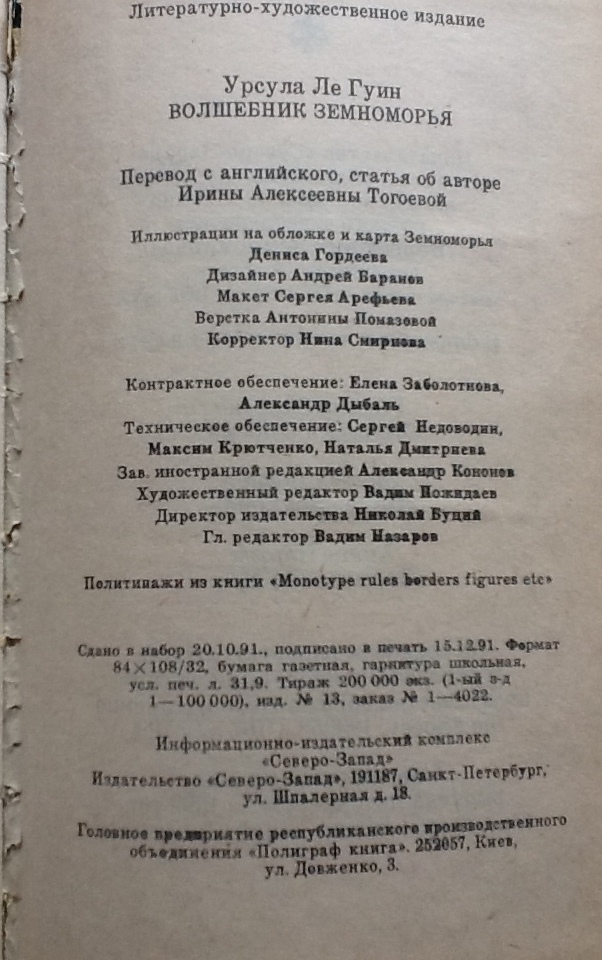 Литературно-художественное издание
Урсула Ле Гуин
ВОЛШЕБНИК ЗЕМНОМОРЬЯ
Перевод с английского, статья об авторе
Ирины Алексеевны Тогоевой
Иллюстрации на обложке и карта Земноморья
Дениса Гордеева
Дизайнер Андрей Баранов
Макет Сергея Арефьева
Верстка Антонины Помазовой
Корректор Нина Смирнова
Контрактное обеспечение: Елена Заболотнова,
Александр Дыбаль
Техническое обеспечение: Сергей Недоводин,
Максим Крютченко, Наталья Дмитриева
Зав. иностранной редакцией Александр Кононов
Художественный редактор Вадим Пожидаев
Директор издательства Николай Буций
Гл. редактор Вадим Назаров
Политипажи из книги «Monotype rules borders figures etc»
Сдано в набор 20.10.91., подписано в печать 15.12.91. Формат
84×108/32, бумага газетная, гарнитура школьная,
усл. печ. л. 31,9. Тираж 200 000 экз. (1-ый з-д
1—100 000), изд. № 13, заказ № 1—4022.
Информационно-издательский комплекс
«Северо-Запад»
Издательство «Северо-Запад», 191187, Санкт-Петербург,
ул. Шпалерная д. 18.
Головное предприятие республиканского производственного
объединения «Полиграф книга». 252057, Киев,
ул. Довженко, 3.